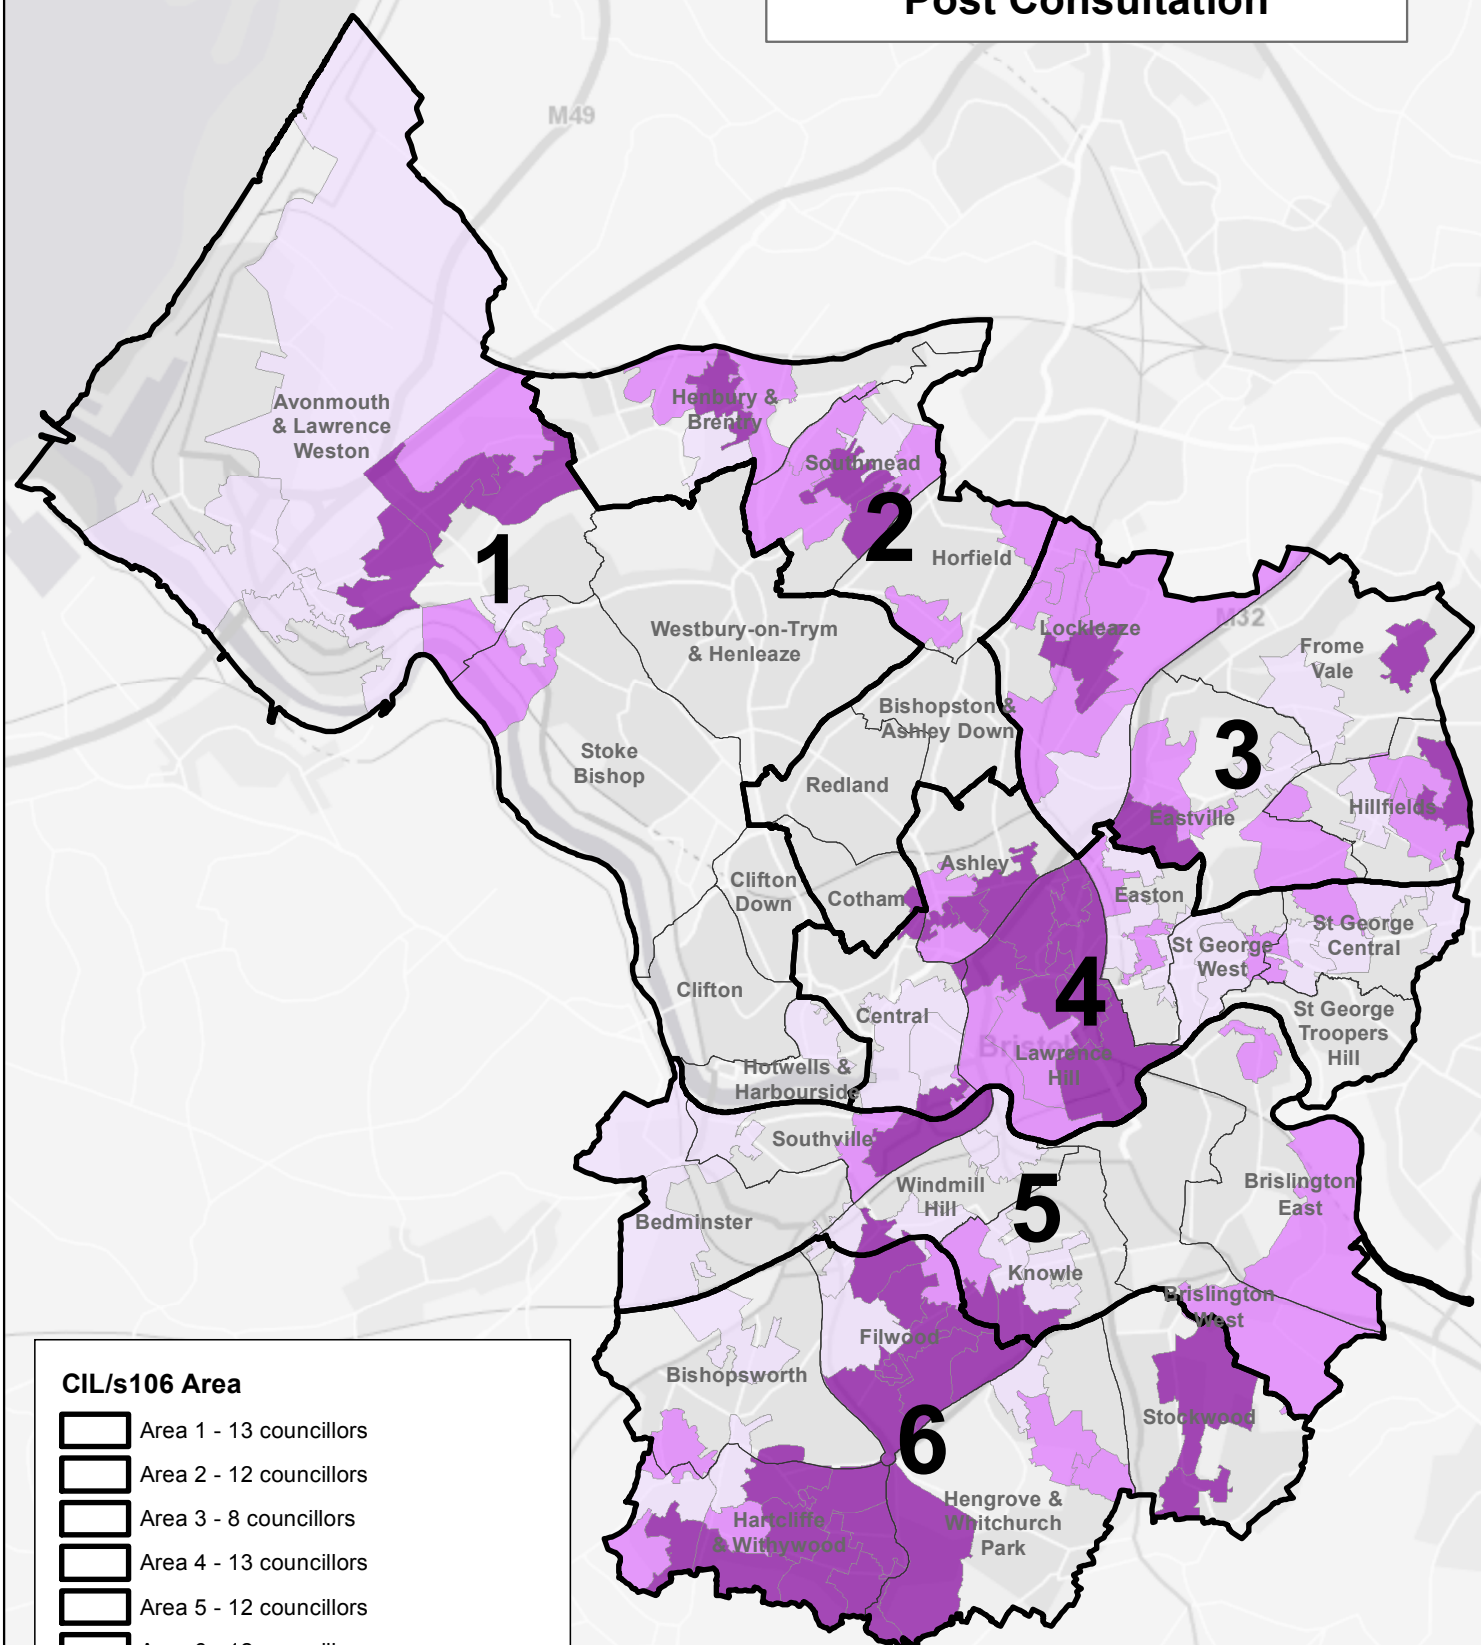 Post Consultation
M49
Avonmouth
& Lawrence
Weston
Henbury &
Brentry
Southmead
2
Horfield
1
Westbury-on-Trym
& Henleaze
Lockleaze
M32
Frome
Vale
Bishopston &
Ashley Down
3
Stoke
Bishop
Redland
Eastville
Hillfields
Ashley
Clifton
Down
Cotham
Easton
St George
West
St George
Central
4
Clifton
Central
St George
Troopers
Hill
Bristol
Lawrence
Hill
Hotwells &
Harbourside
Southville
Windmill
Hill
5
Brislington
East
Bedminster
Knowle
Brislington
West
Filwood
Bishopsworth
6
Stockwood
Hengrove &
Whitchurch
Park
Hartcliffe
& Withywood
CIL/s106 Area
Area 1 - 13 councillors
Area 2 - 12 councillors
Area 3 - 8 councillors
Area 4 - 13 councillors
Area 5 - 12 councillors